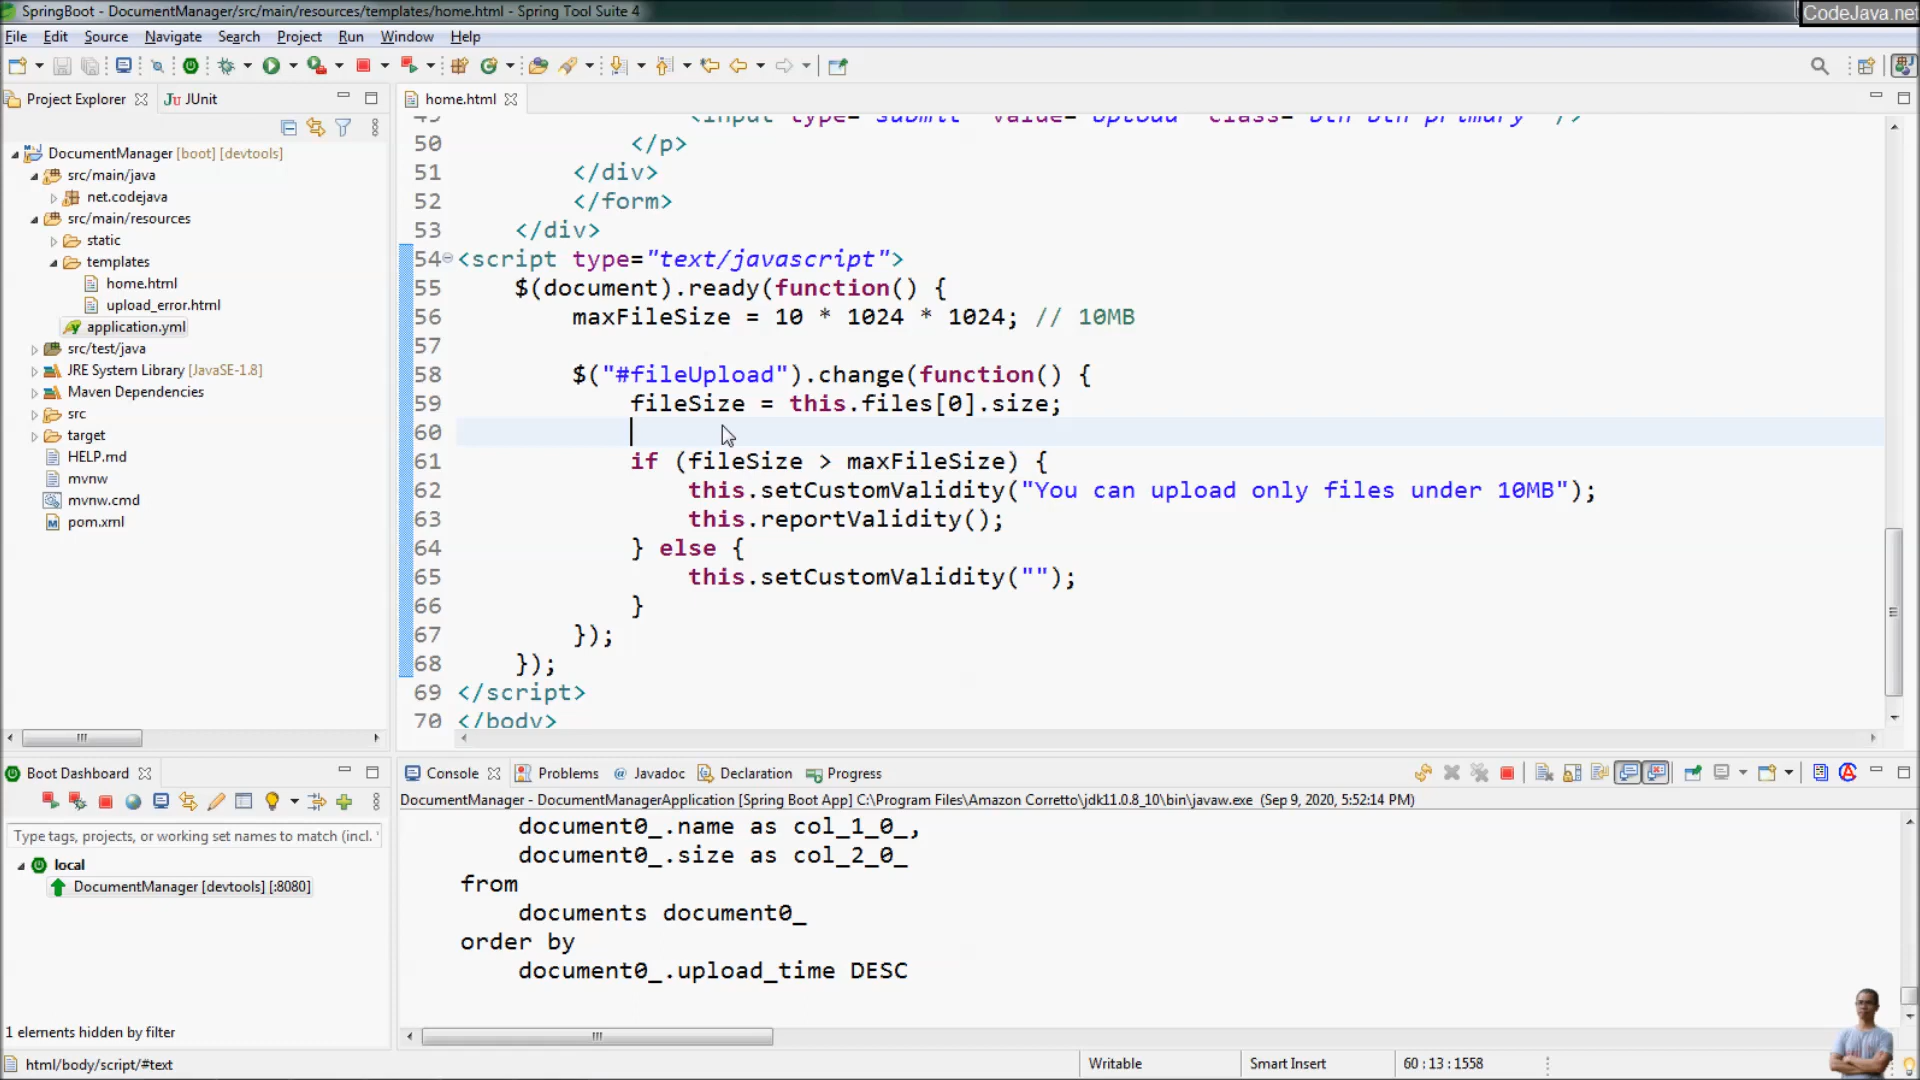 SpringBoot - DocumentManager/src/main/resources/templates/home.html - Spring Tool Suite 4
CodeJava.net
File Edit Source Navigate Search Project Run Window Help
Project Explorer JUnit
home.html
DocumentManager [boot] [devtools]
src/main/java
net.codejava
src/main/resources
static
templates
home.html
upload_error.html
application.yml
src/test/java
JRE System Library [JavaSE-1.8]
Maven Dependencies
src
target
HELP.md
mvnw
mvnw.cmd
pom.xml
49 <input type="submit" value="Upload" class="btn btn-primary" />
50 </p>
51 </div>
52 </form>
53 </div>
54 <script type="text/javascript">
55 $(document).ready(function() {
56 maxFileSize = 10 * 1024 * 1024; // 10MB
57
58 $("#fileUpload").change(function() {
59 fileSize = this.files[0].size;
60
61 if (fileSize > maxFileSize) {
62 this.setCustomValidity("You can upload only files under 10MB");
63 this.reportValidity();
64 } else {
65 this.setCustomValidity("");
66 }
67 });
68 });
69 </script>
70 </body>
Boot Dashboard
Type tags, projects, or working set names to match (incl. *
local
DocumentManager [devtools] [:8080]
1 elements hidden by filter
Console Problems Javadoc Declaration Progress
DocumentManager - DocumentManagerApplication [Spring Boot App] C:\Program Files\Amazon Corretto\jdk11.0.8_10\bin\javaw.exe (Sep 9, 2020, 5:52:14 PM)
document0_.name as col_1_0_,
document0_.size as col_2_0_
from
documents document0_
order by
document0_.upload_time DESC
html/body/script/#text
Writable
Smart Insert
60 : 13 : 1558